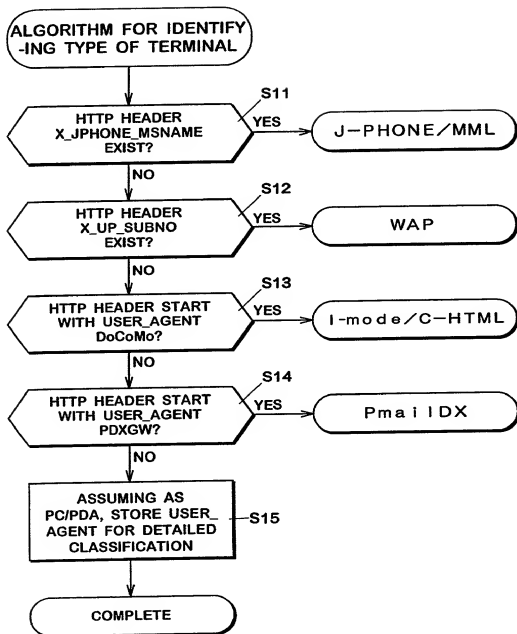 ALGORITHM FOR IDENTIFY
-ING TYPE OF TERMINAL
S11
HTTP HEADER
X_JPHONE_MSNAME
EXIST?
YES
J-PHONE/MML
NO
S12
HTTP HEADER
X_UP_SUBNO
EXIST?
YES
WAP
NO
S13
HTTP HEADER START
WITH USER_AGENT
DoCoMo?
YES
I-mode/C-HTML
NO
S14
HTTP HEADER START
WITH USER_AGENT
PDXGW?
YES
PmailDX
NO
ASSUMING AS
PC/PDA, STORE USER_
AGENT FOR DETAILED
CLASSIFICATION
S15
COMPLETE